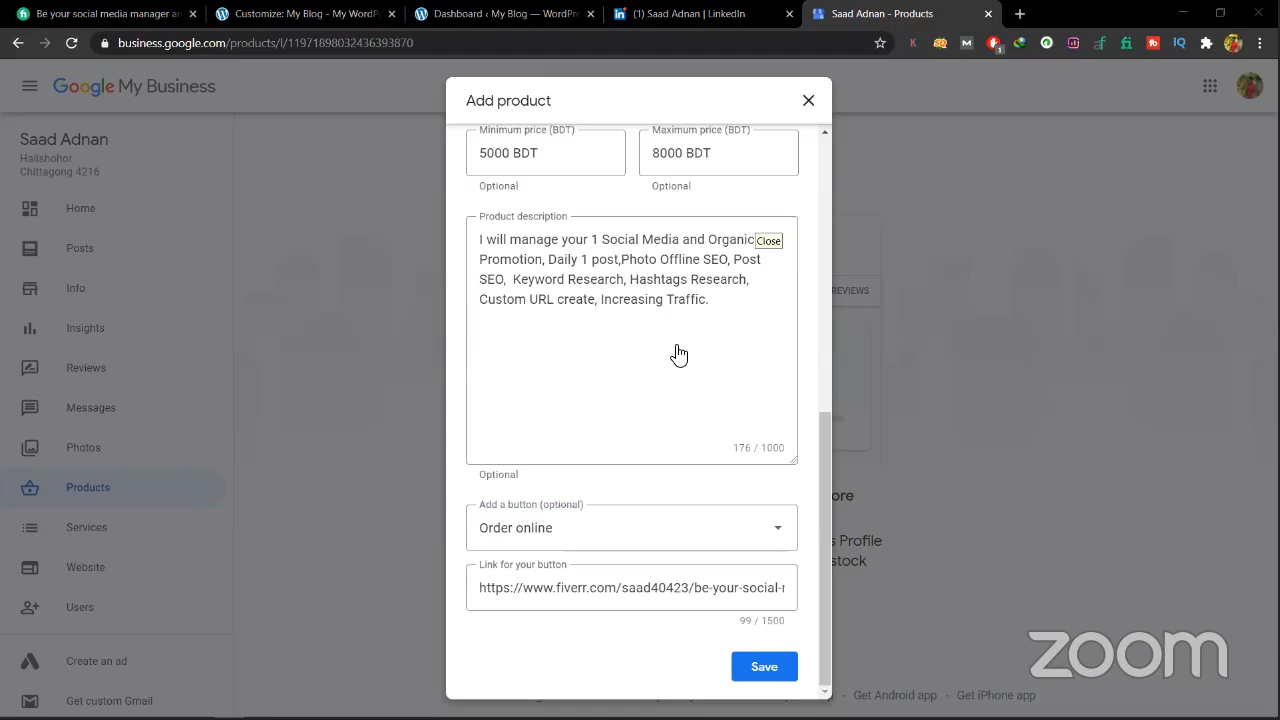 Be your social media manager an
Customize: My Blog - My WordP
Dashboard ‹ My Blog — WordPre
(1) Saad Adnan | LinkedIn
Saad Adnan - Products
business.google.com/products/l/11971898032436393870
Google My Business
Saad Adnan
Halishohor
Chittagong 4216
Home
Posts
Info
Insights
Reviews
Messages
Photos
Products
Services
Website
Users
Create an ad
Get custom Gmail
Add product
Minimum price (BDT)
Maximum price (BDT)
5000 BDT
8000 BDT
Optional
Optional
Product description
I will manage your 1 Social Media and Organic
Close
Promotion, Daily 1 post,Photo Offline SEO, Post
SEO,  Keyword Research, Hashtags Research,
Custom URL create, Increasing Traffic.
176 / 1000
Optional
Add a button (optional)
Order online
Link for your button
https://www.fiverr.com/saad40423/be-your-social-r
99 / 1500
Save
REVIEWS
ore
s Profile
stock
Get Android app - Get iPhone app
zoom